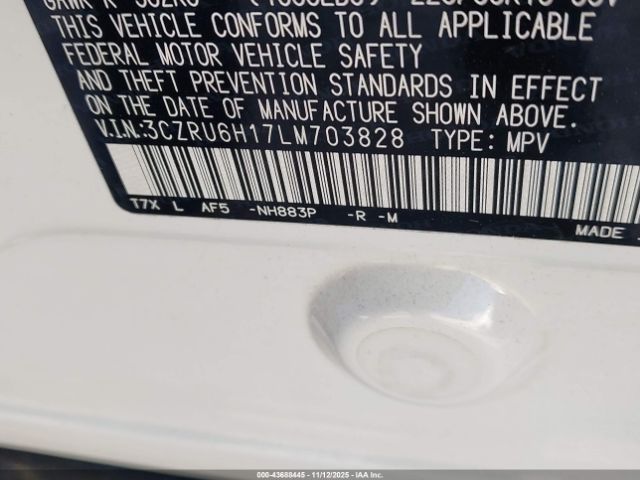 THIS VEHICLE CONFORMS TO ALL APPLICABLE
FEDERAL MOTOR VEHICLE SAFETY
AND THEFT PREVENTION STANDARDS IN EFFECT
ON THE DATE OF MANUFACTURE SHOWN ABOVE.
V.I.N:3CZRU6H17LM703828 TYPE: MPV
T7X L AF5 -NH883P -R -M
MADE
000-43688445 - 11/12/2025 - Copyright IAA, Inc.